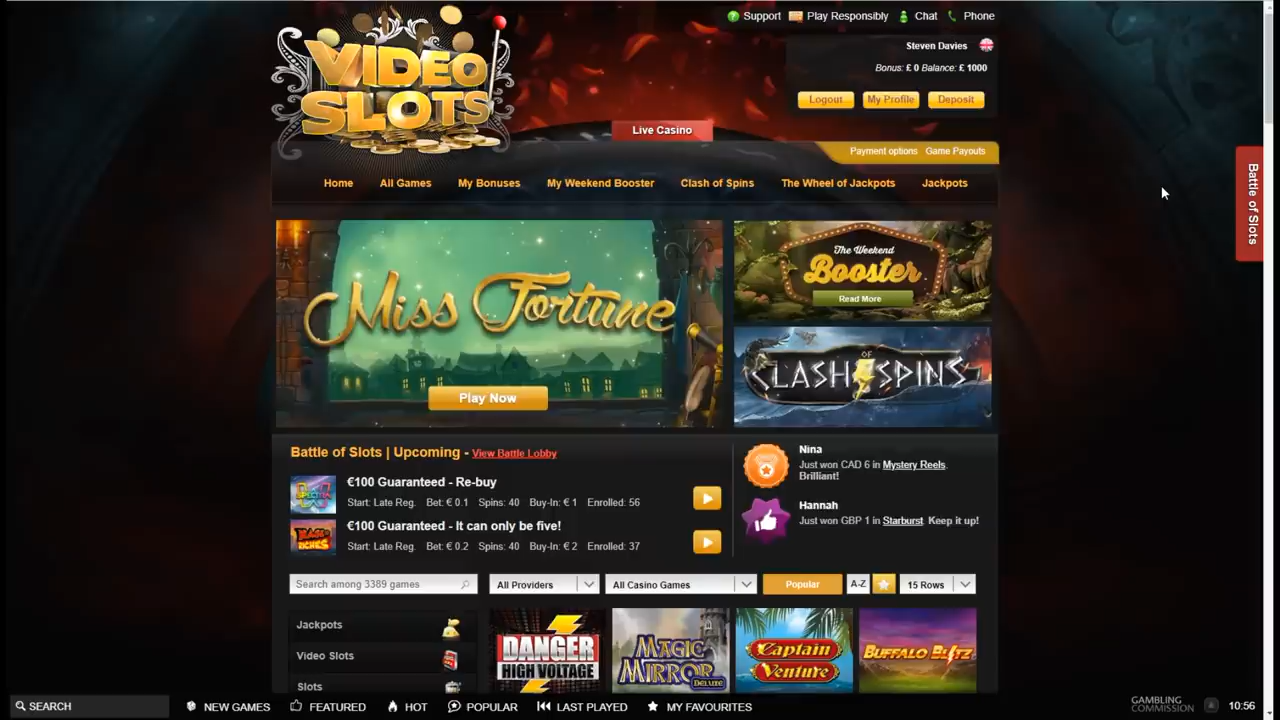 Support Play Responsibly Chat Phone
Steven Davies
Bonus: £ 0 Balance: £ 1000
Logout My Profile Deposit
VIDEO
SLOTS
Live Casino
Payment options Game Payouts
Home All Games My Bonuses My Weekend Booster Clash of Spins The Wheel of Jackpots Jackpots
Battle of Slots
Miss Fortune
Play Now
The Weekend
Booster
Read More
CLASH OF SPINS
Battle of Slots | Upcoming - View Battle Lobby
€100 Guaranteed - Re-buy
Start: Late Reg. Bet: € 0.1 Spins: 40 Buy-In: € 1 Enrolled: 56
€100 Guaranteed - It can only be five!
Start: Late Reg. Bet: € 0.2 Spins: 40 Buy-In: € 2 Enrolled: 37
Nina
Just won CAD 6 in Mystery Reels.
Brilliant!
Hannah
Just won GBP 1 in Starburst. Keep it up!
Search among 3389 games All Providers All Casino Games Popular A-Z 15 Rows
Jackpots
Video Slots
Slots
DANGER
HIGH VOLTAGE
MAGIC
MIRROR
DELUXE
Captain
Venture
BUFFALO BLITZ
SEARCH NEW GAMES FEATURED HOT POPULAR LAST PLAYED MY FAVOURITES
GAMBLING
COMMISSION
10:56